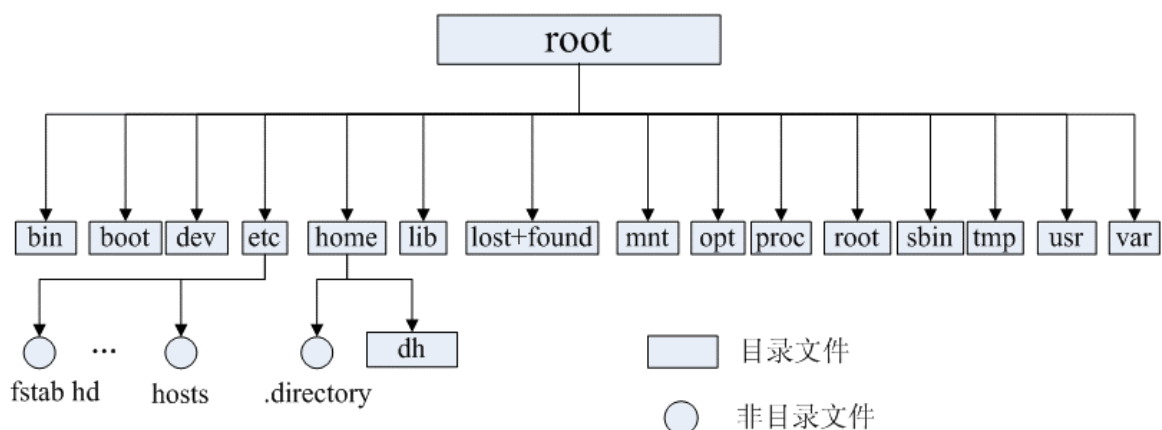 root
bin boot dev etc home lib lost+found mnt opt proc root sbin tmp usr var
... dh
fstab hd hosts .directory
目录文件
非目录文件